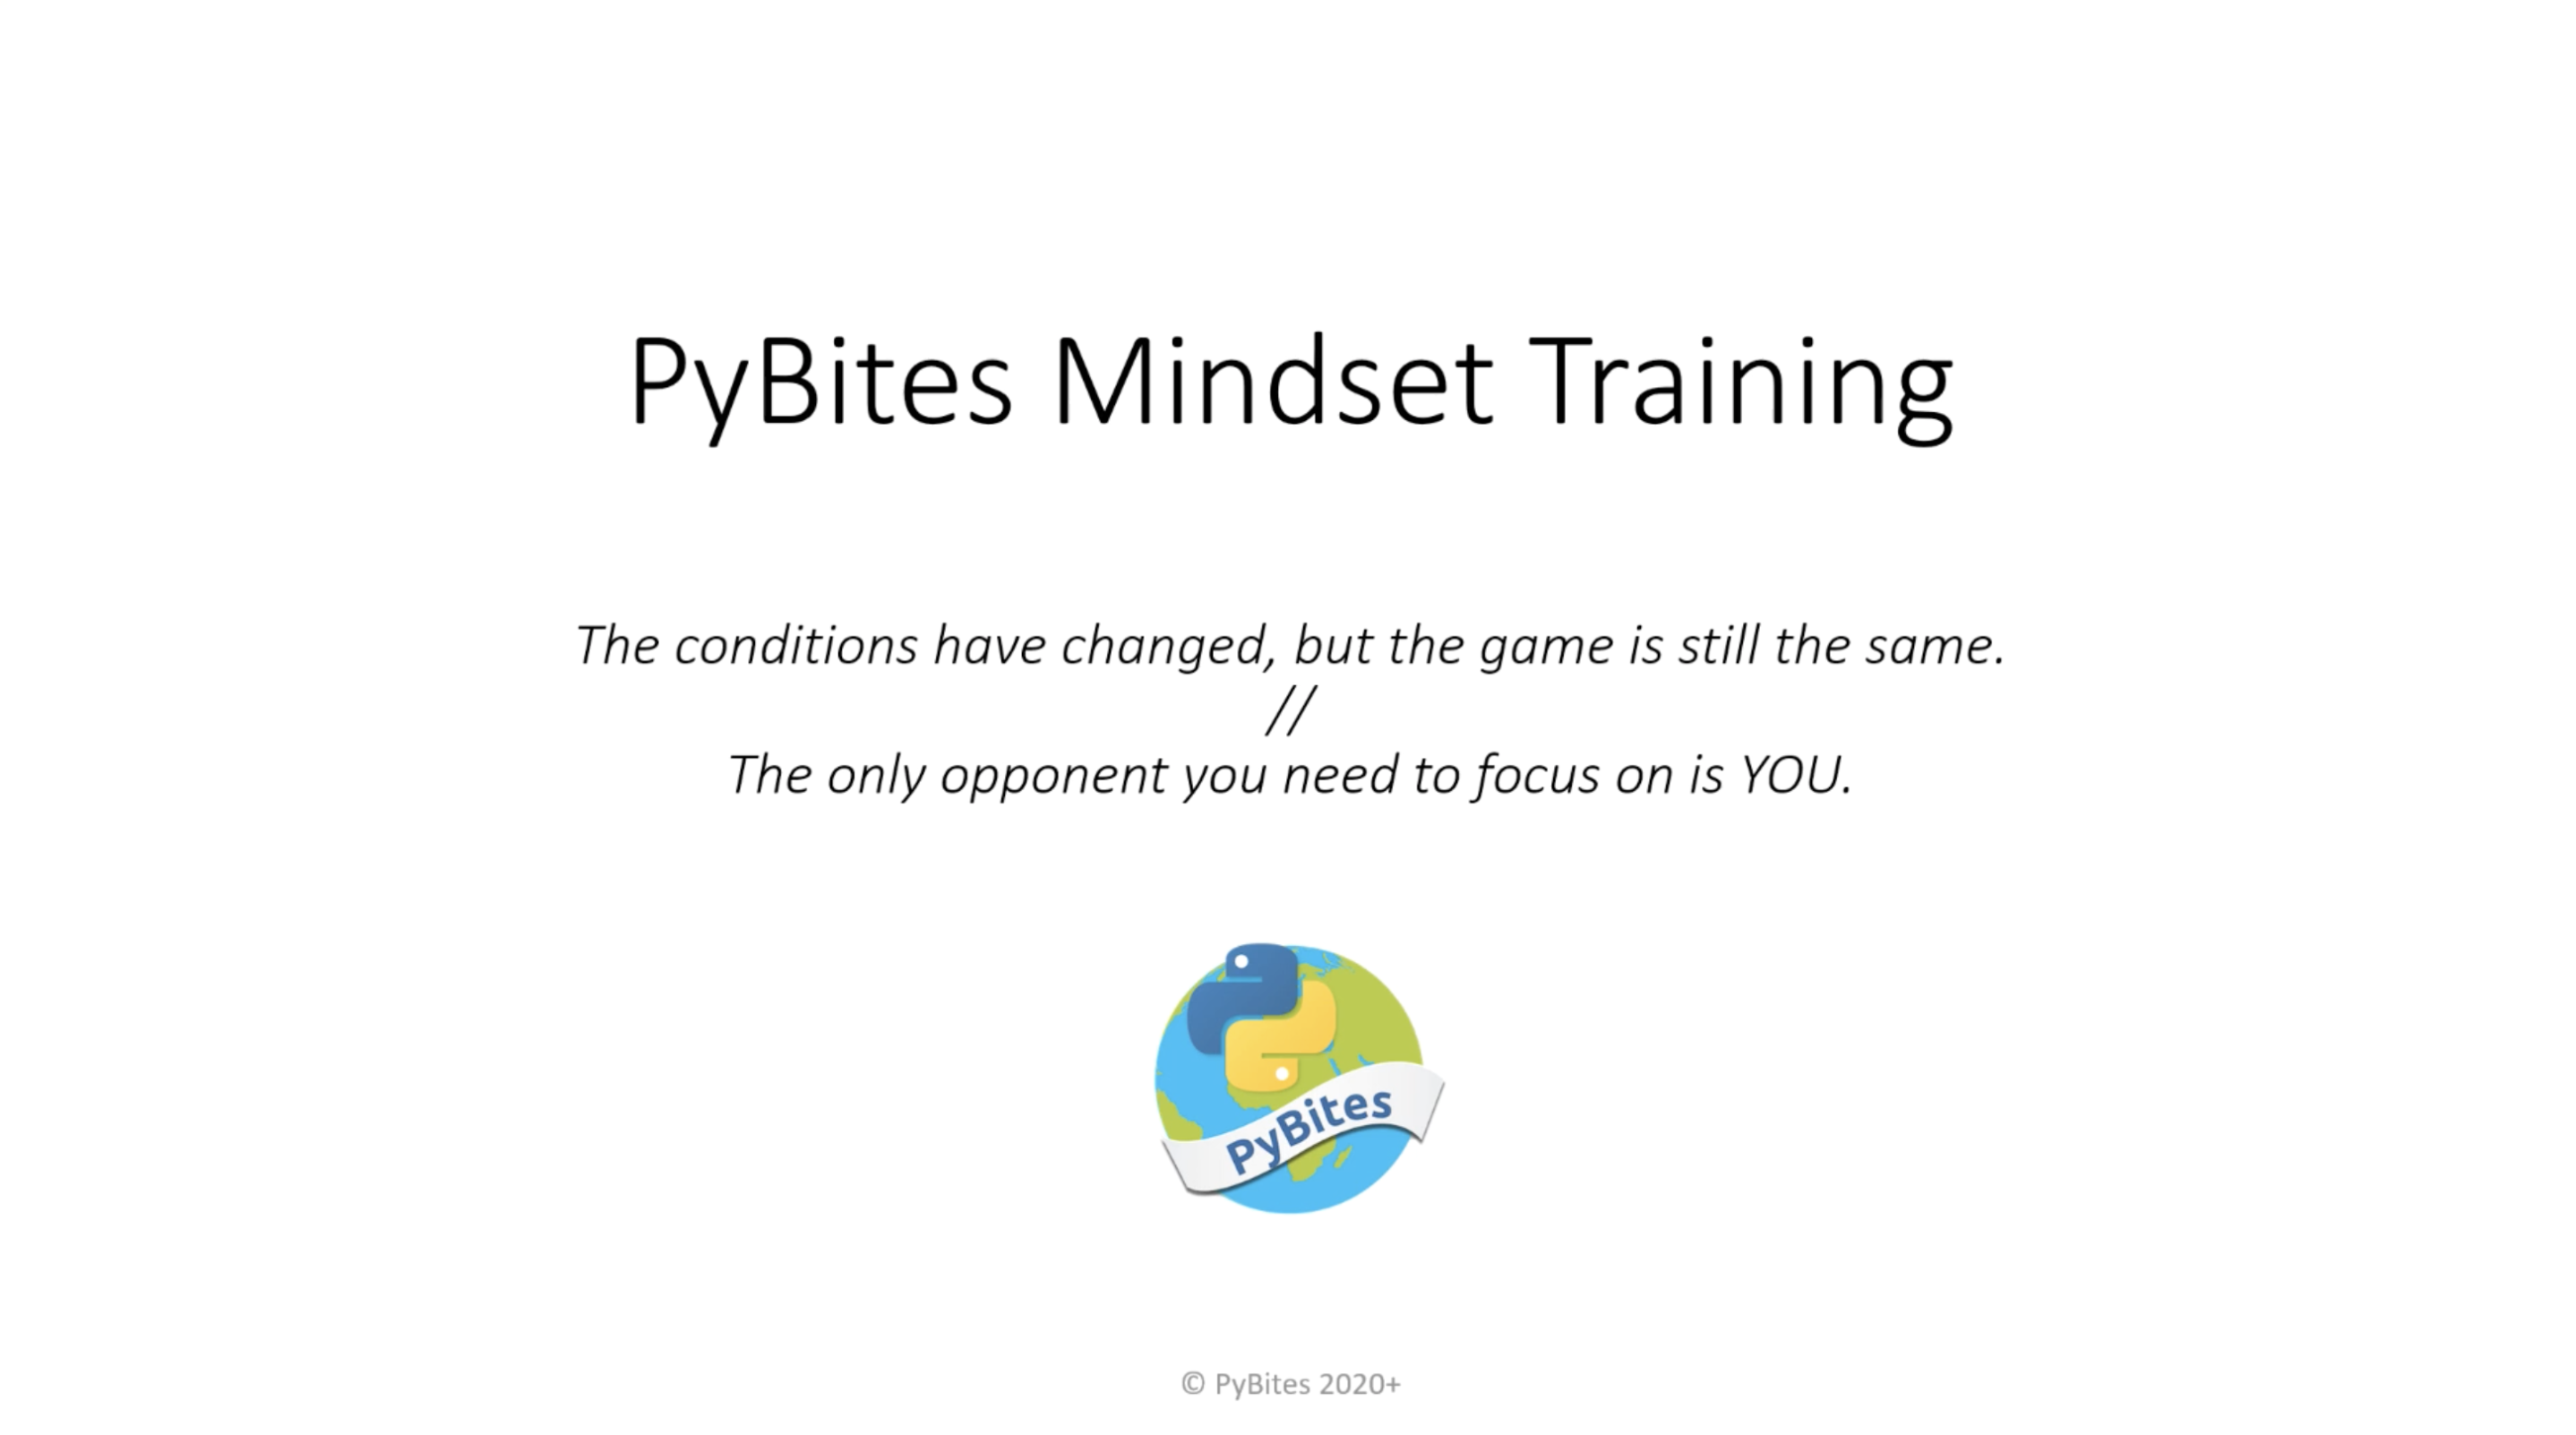 PyBites Mindset Training
The conditions have changed, but the game is still the same.
//
The only opponent you need to focus on is YOU.
PyBites
© PyBites 2020+